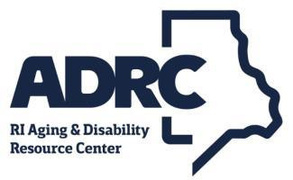 ADRC
RI Aging & Disability
Resource Center